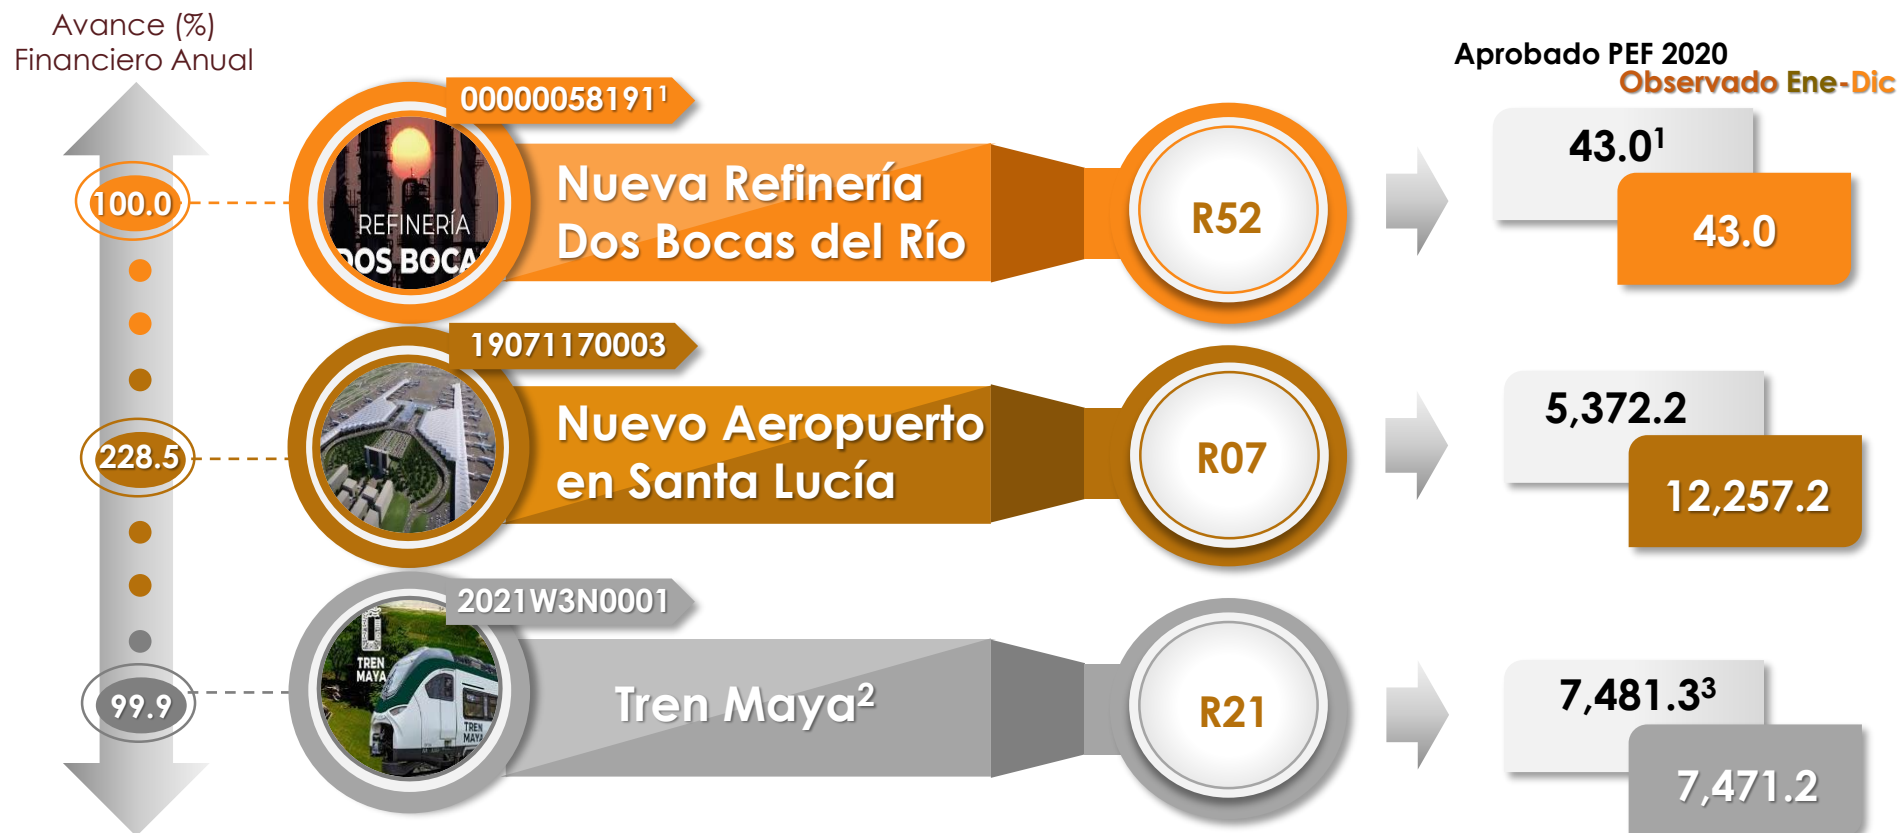 Avance (%)
Financiero Anual
Aprobado PEF 2020
Observado Ene-Dic
100.0
00000058191¹
REFINERÍA
DOS BOCAS
Nueva Refinería
Dos Bocas del Río
R52
43.0¹
43.0
228.5
19071170003
Nuevo Aeropuerto
en Santa Lucía
R07
5,372.2
12,257.2
99.9
2021W3N0001
TREN
MAYA
TREN
MAYA
Tren Maya²
R21
7,481.3³
7,471.2